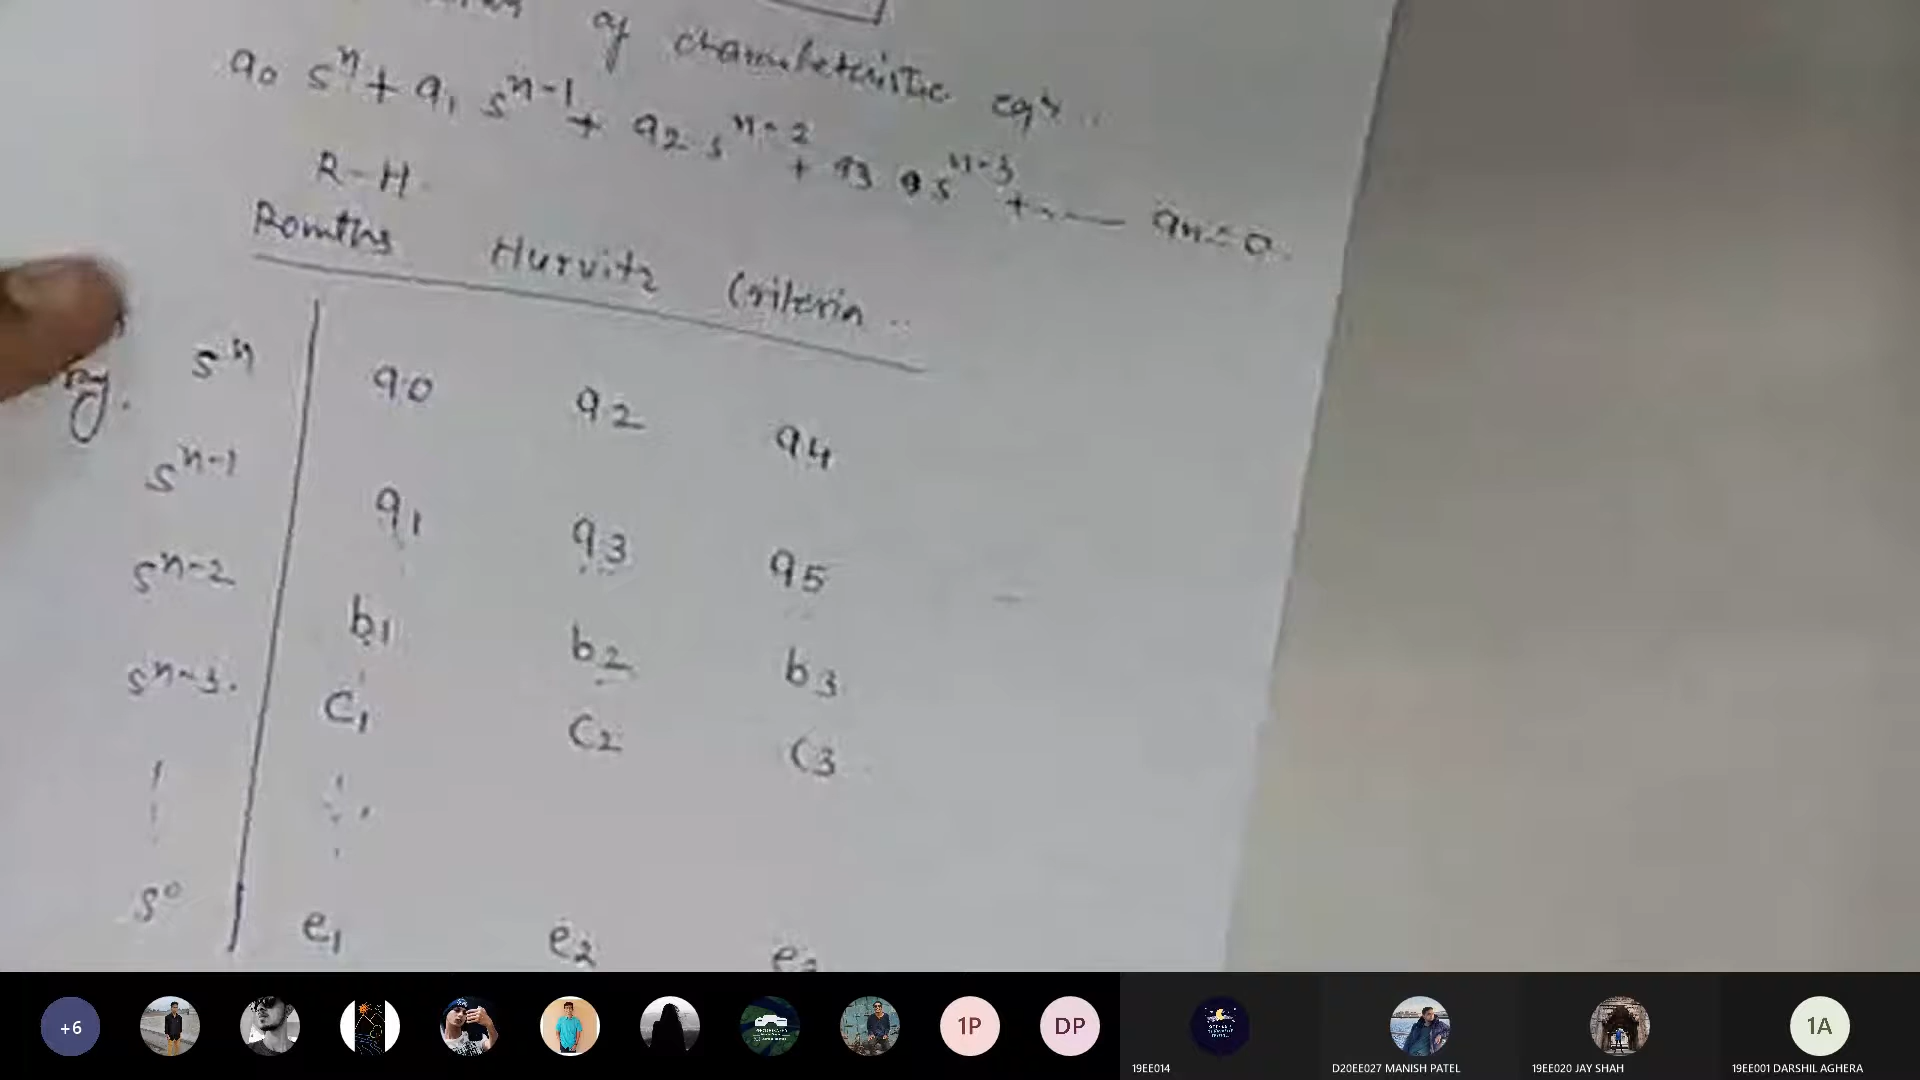 of characteristic eqn..
a0 s^n + a1 s^n-1 + a2 s^n-2 + a3 s^n-3 + ---- an = 0.
R-H.
Rowths Hurvitz Criteria ..
s^n a0 a2 a4
s^n-1 a1 a3 a5
s^n-2 b1 b2 b3
s^n-3. C1 C2 C3
s^0 e1 e2
+6
1P
DP
1A
19EE014
D20EE027 MANISH PATEL
19EE020 JAY SHAH
19EE001 DARSHIL AGHERA